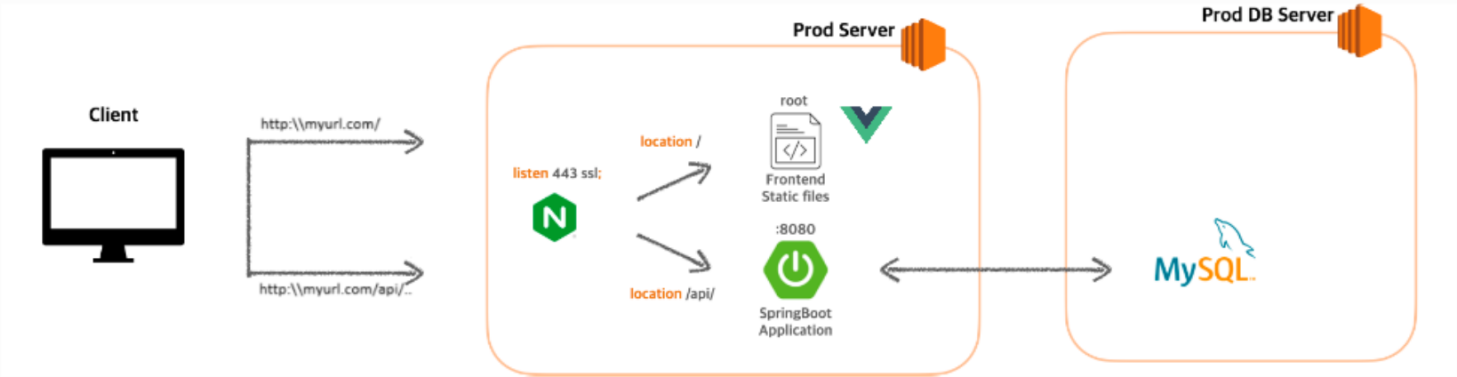 Prod Server
Prod DB Server
Client
http:\\myurl.com/
http:\\myurl.com/api/..
listen 443 ssl;
N
location /
location /api/
root
</>
Frontend
Static files
:8080
SpringBoot
Application
MySQL™